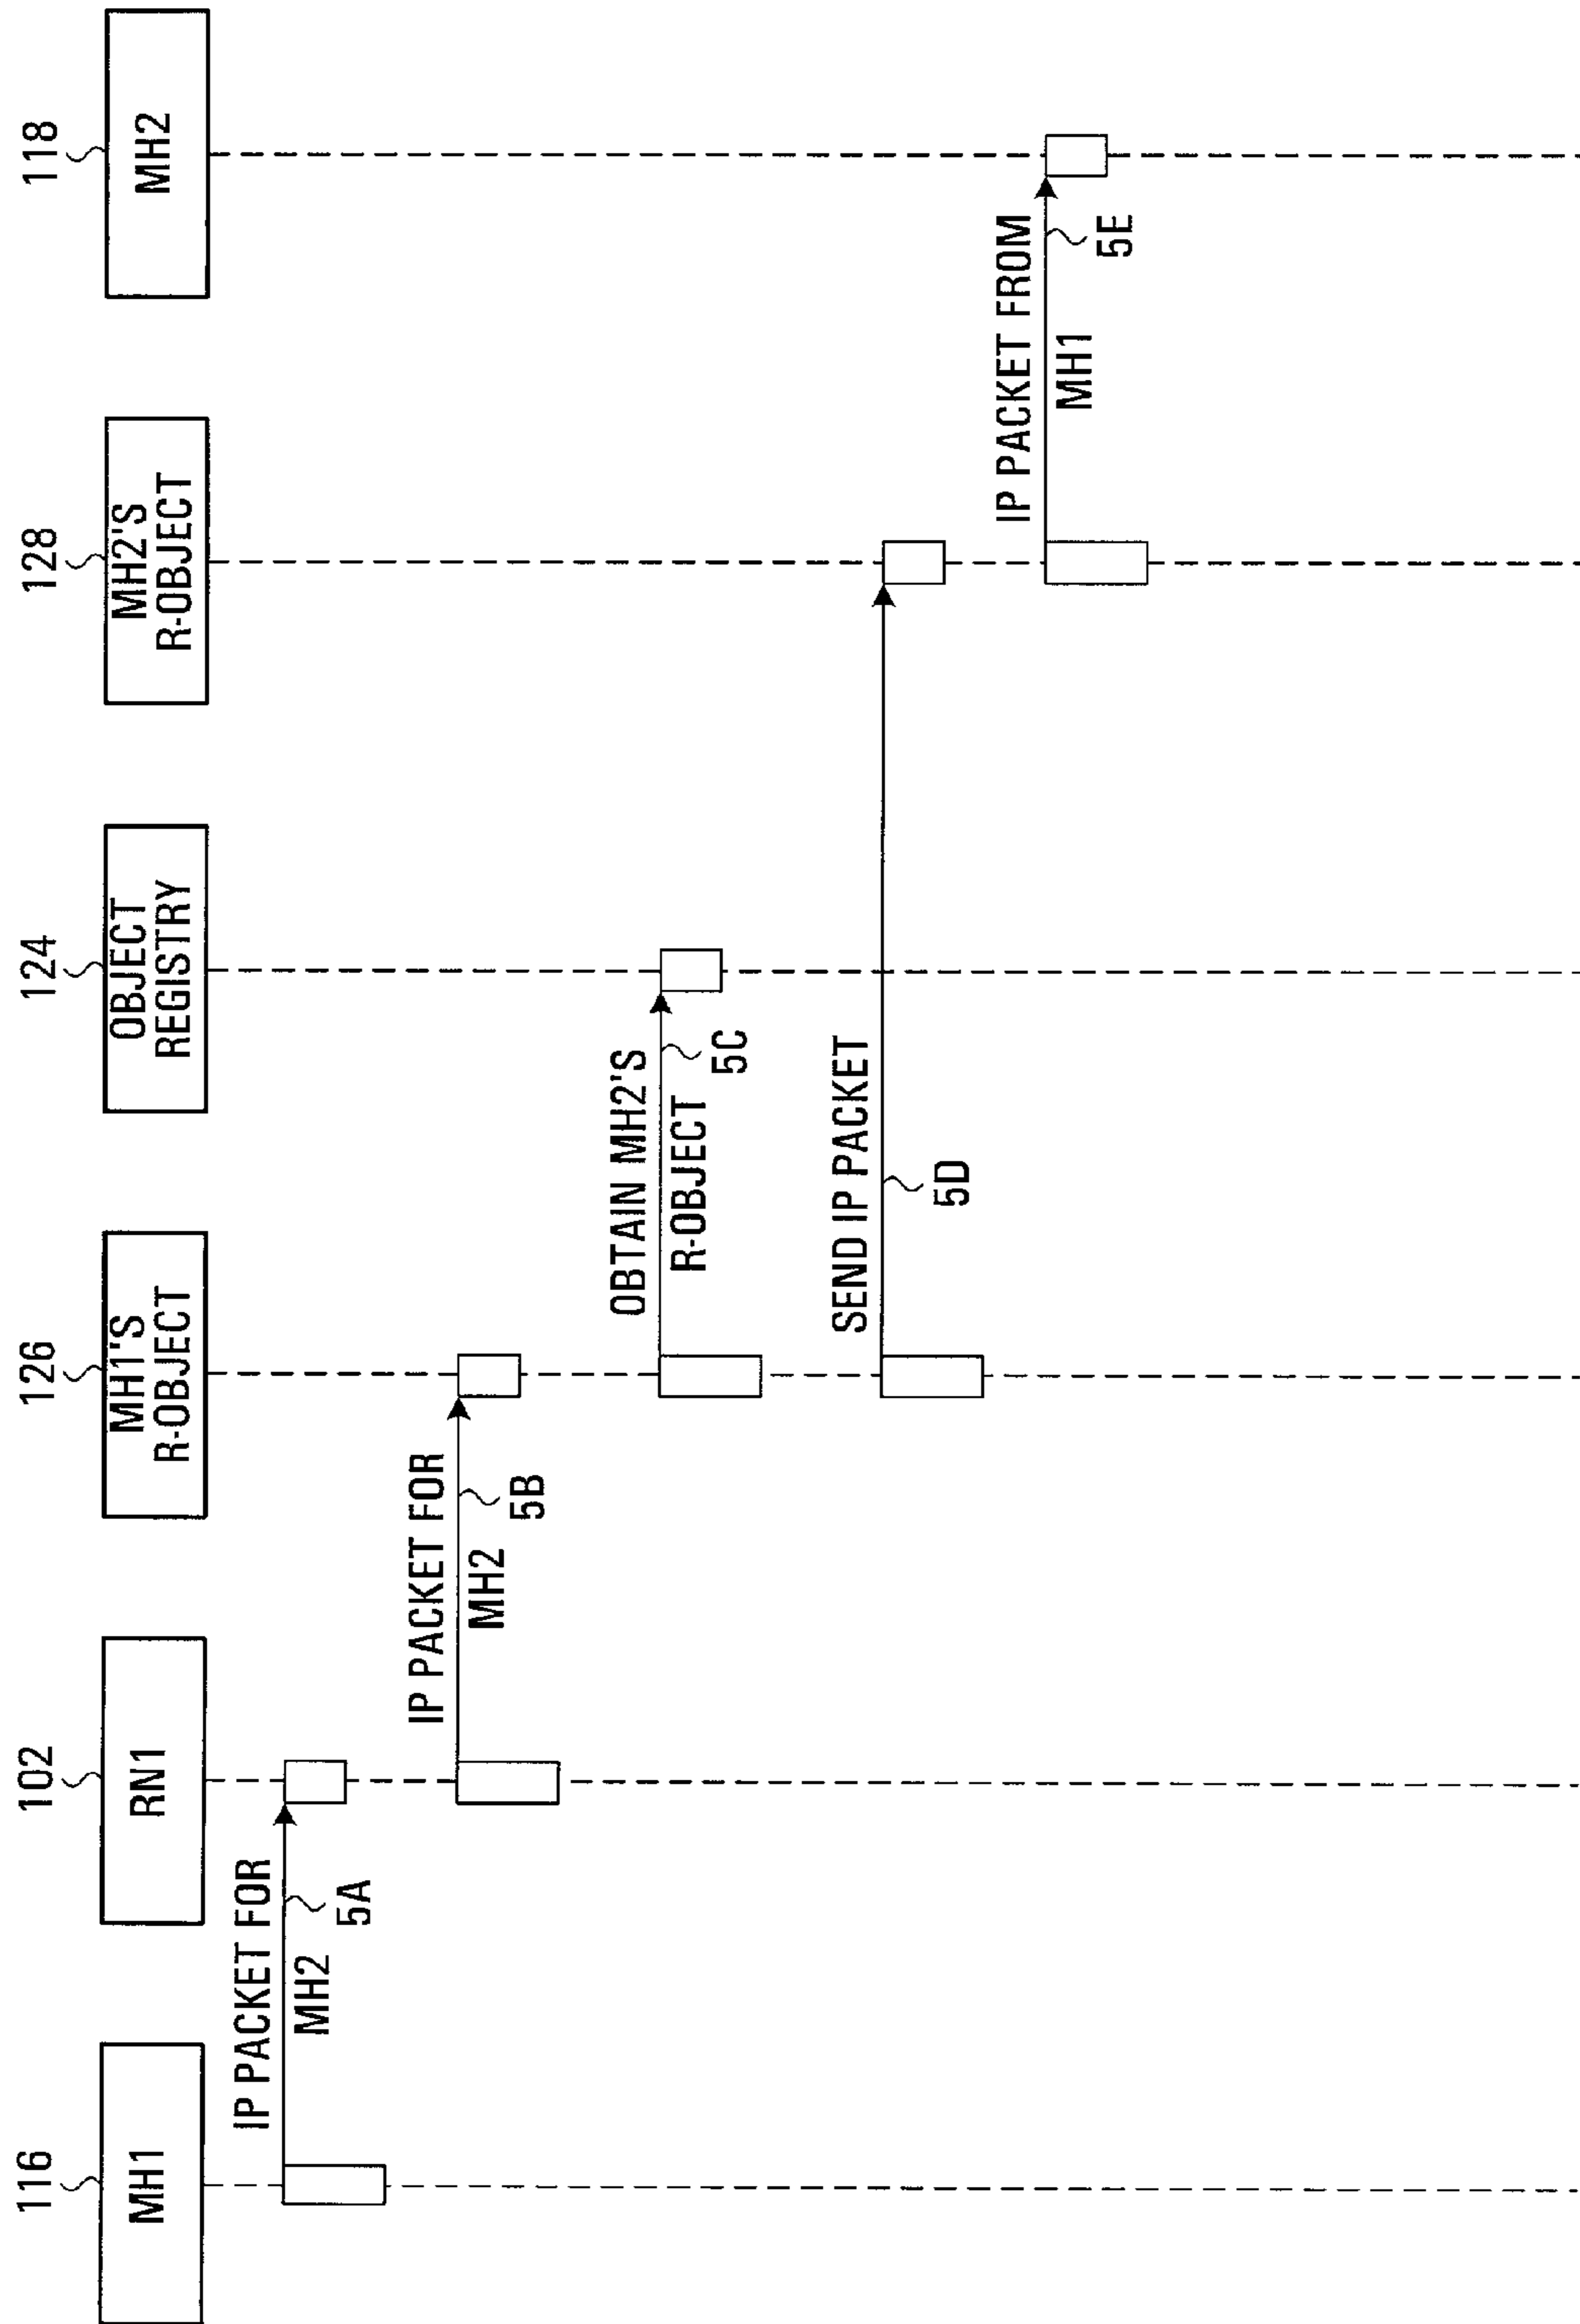 116
MH1
102
RN1
126
MH1'S
R-OBJECT
124
OBJECT
REGISTRY
128
MH2'S
R-OBJECT
118
MH2
IP PACKET FOR
MH2
5A
IP PACKET FOR
MH2
5B
OBTAIN MH2'S
R-OBJECT
5C
SEND IP PACKET
5D
IP PACKET FROM
MH1
5E